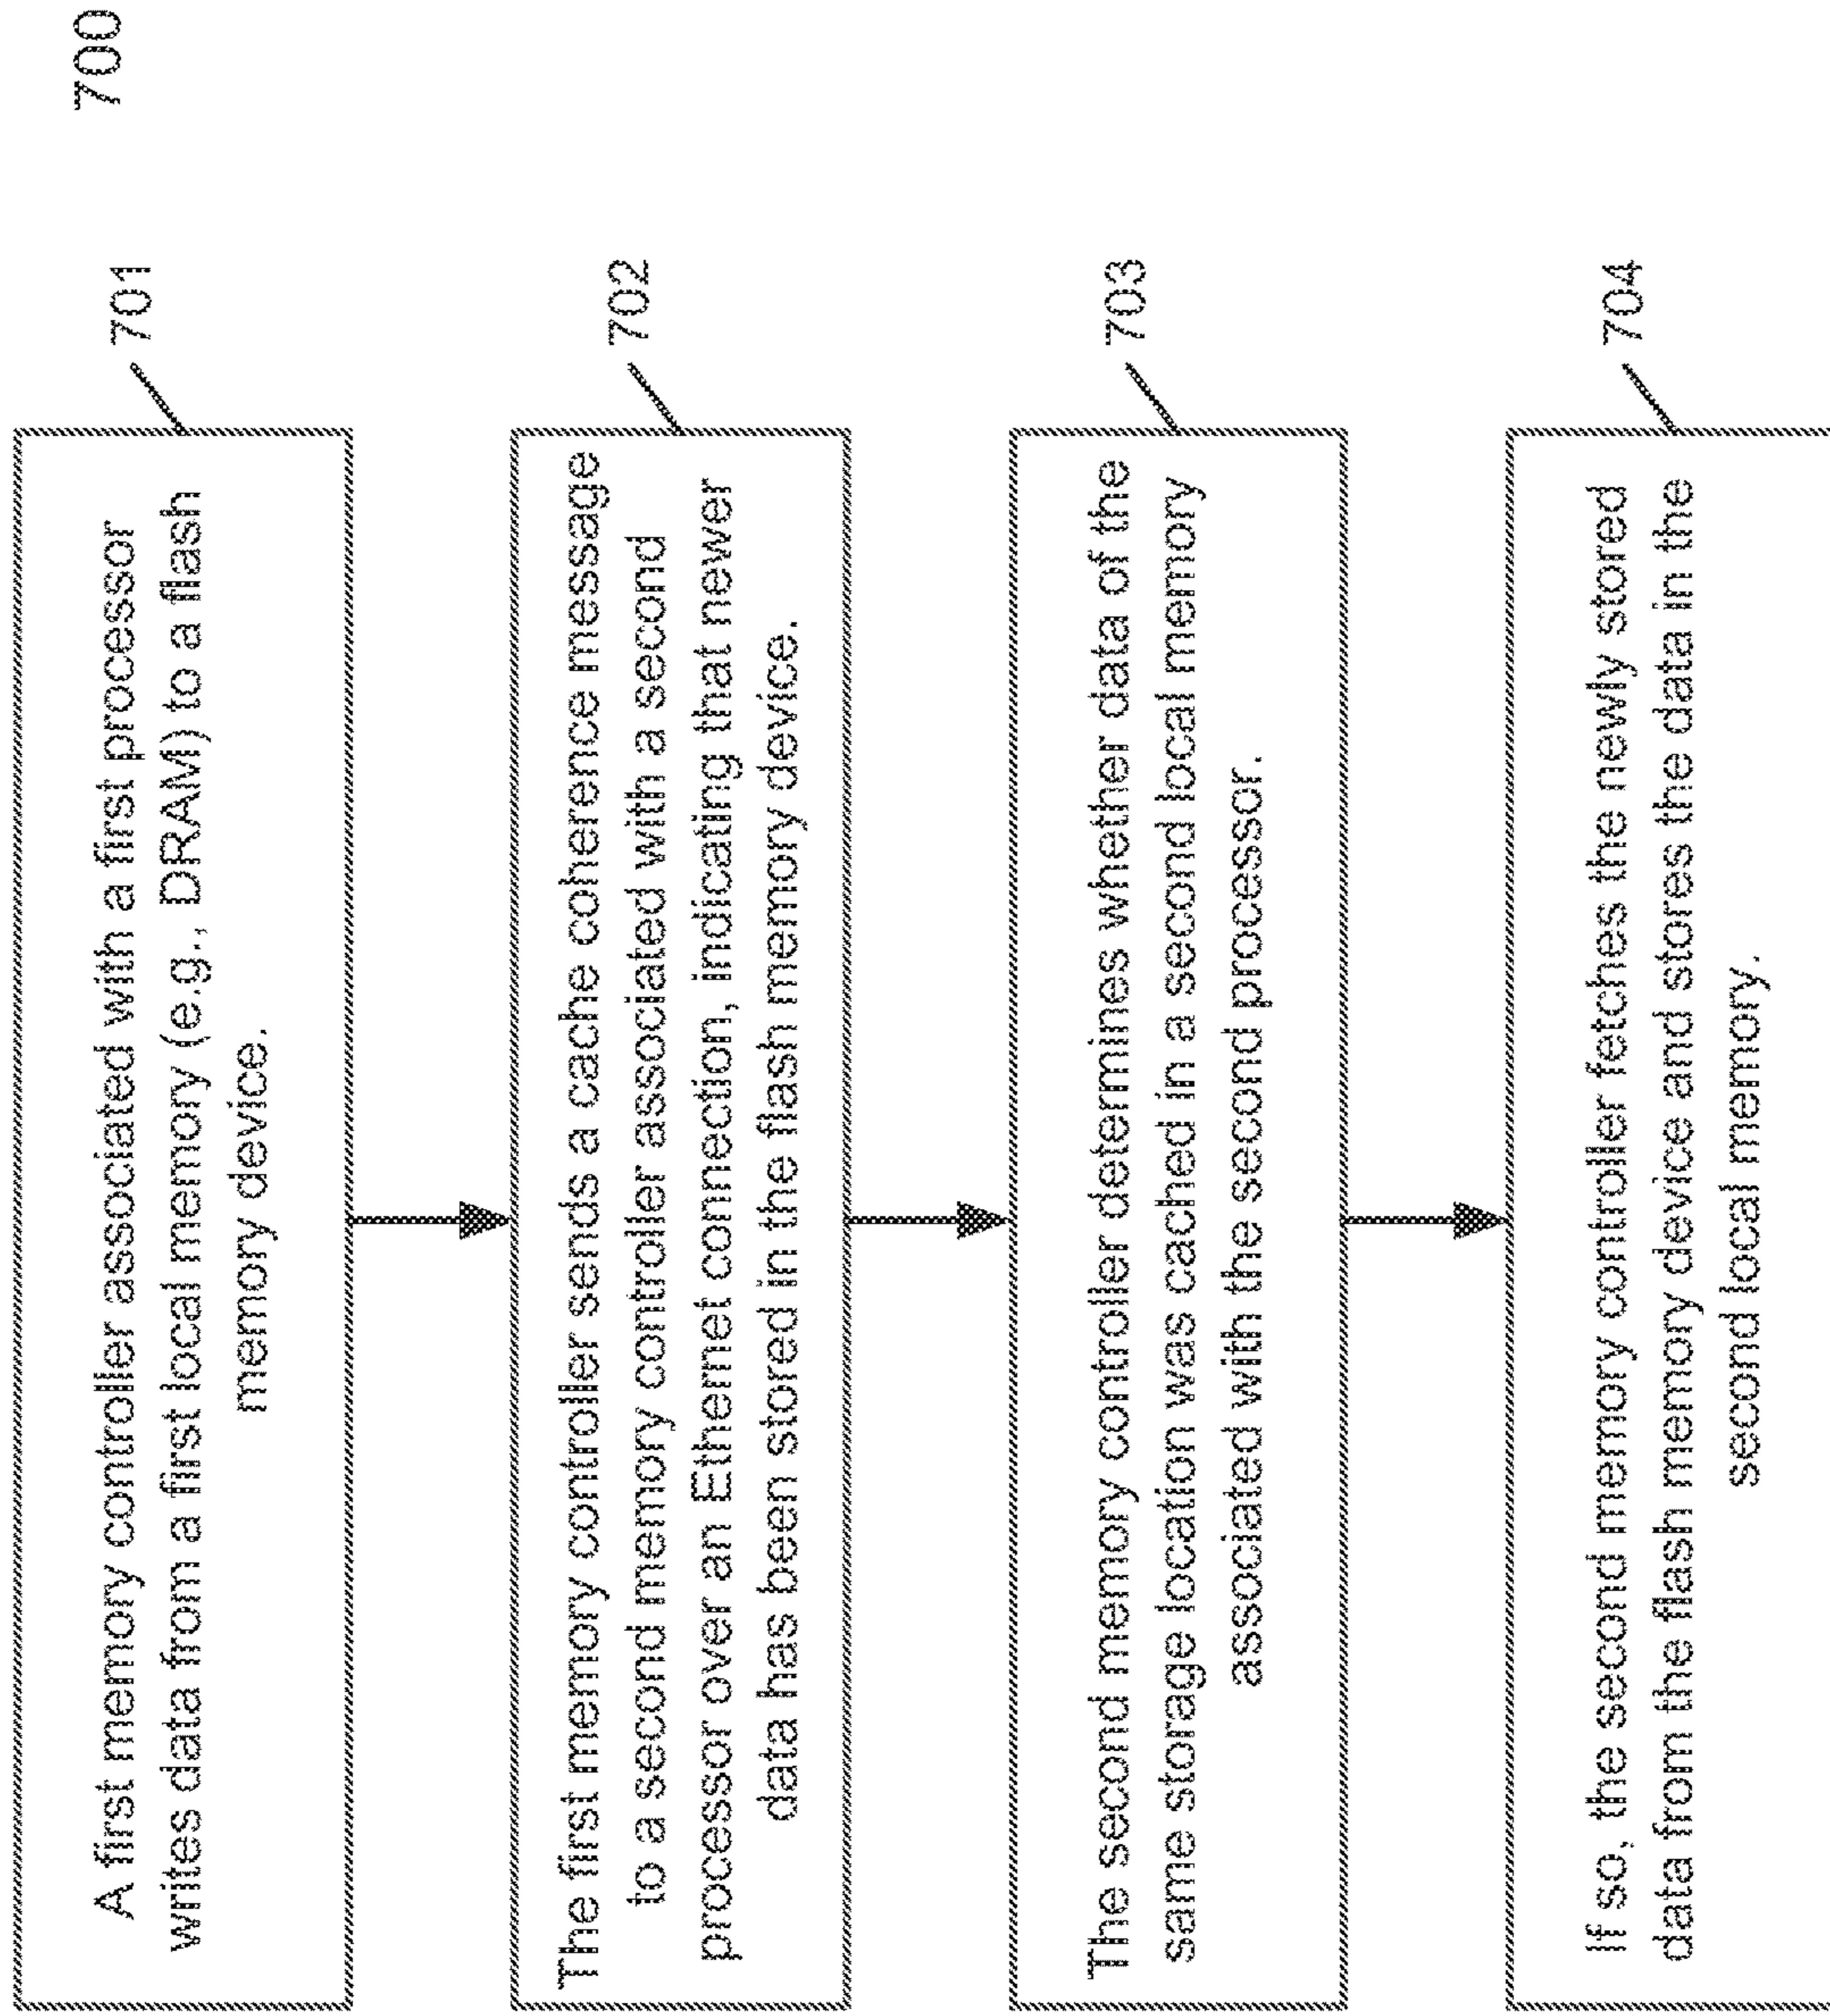 700
701
A first memory controller associated with a first processor
writes data from a first local memory (e.g., DRAM) to a flash
memory device.
702
The first memory controller sends a cache coherence message
to a second memory controller associated with a second
processor over an Ethernet connection, indicating that newer
data has been stored in the flash memory device.
703
The second memory controller determines whether data of the
same storage location was cached in a second local memory
associated with the second processor.
704
If so, the second memory controller fetches the newly stored
data from the flash memory device and stores the data in the
second local memory.